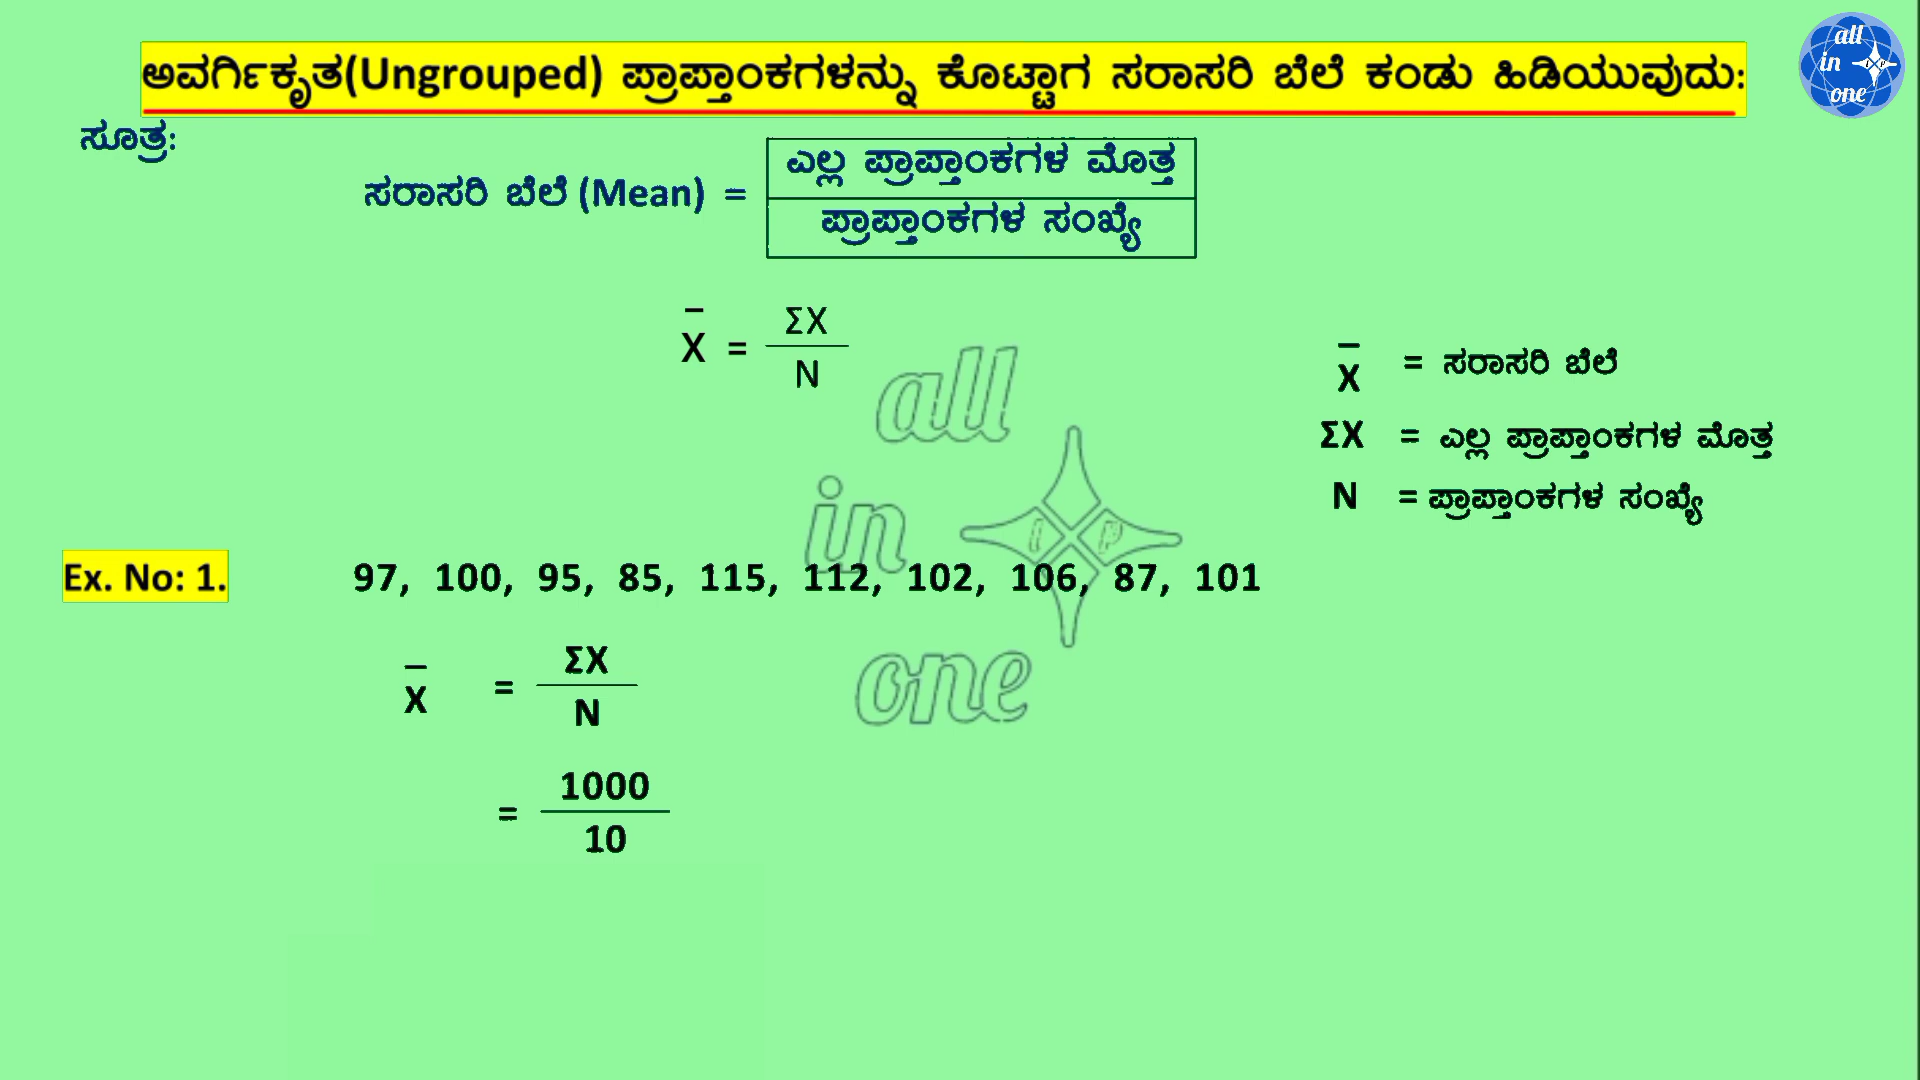 ಅವರ್ಗಿಕೃತ(Ungrouped) ಪ್ರಾಪ್ತಾಂಕಗಳನ್ನು ಕೊಟ್ಟಾಗ ಸರಾಸರಿ ಬೆಲೆ ಕಂಡು ಹಿಡಿಯುವುದು:
all
in
I P
one
ಸೂತ್ರ:
ಸರಾಸರಿ ಬೆಲೆ (Mean) =
ಎಲ್ಲ ಪ್ರಾಪ್ತಾಂಕಗಳ ಮೊತ್ತ
ಪ್ರಾಪ್ತಾಂಕಗಳ ಸಂಖ್ಯೆ
X̄ = ΣX / N
X̄ = ಸರಾಸರಿ ಬೆಲೆ
ΣX = ಎಲ್ಲ ಪ್ರಾಪ್ತಾಂಕಗಳ ಮೊತ್ತ
N = ಪ್ರಾಪ್ತಾಂಕಗಳ ಸಂಖ್ಯೆ
all
in
I P
one
Ex. No: 1. 97, 100, 95, 85, 115, 112, 102, 106, 87, 101
X̄ = ΣX / N
= 1000 / 10